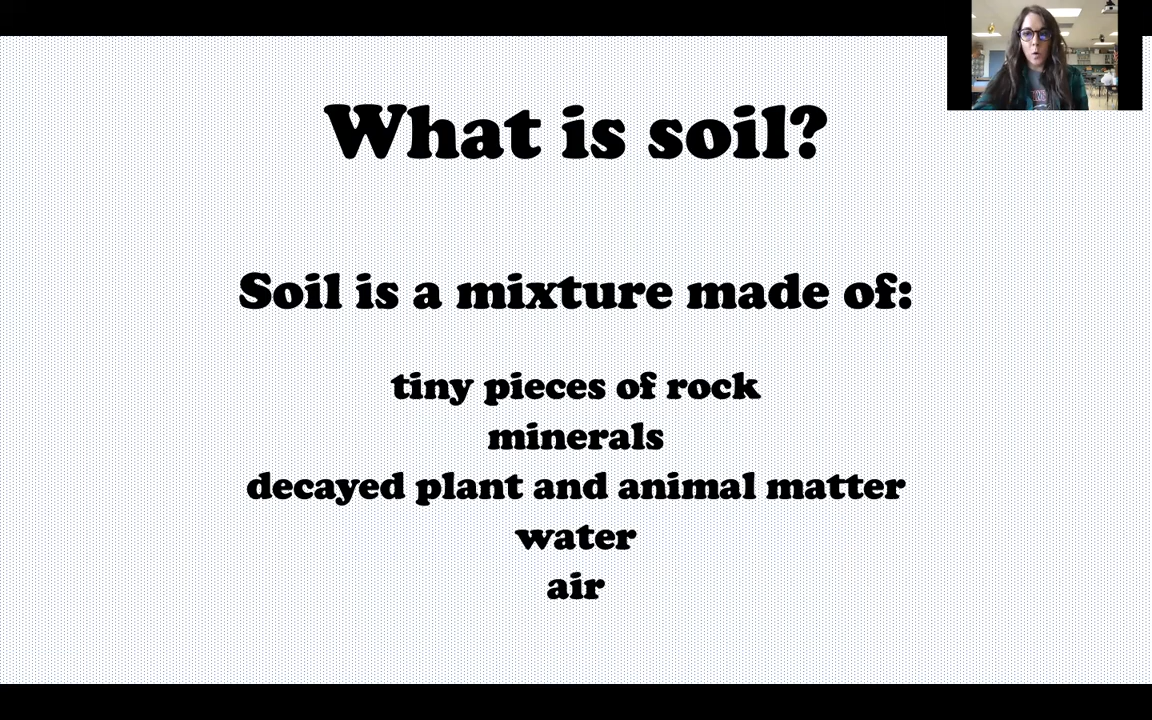 What is soil?
Soil is a mixture made of:
tiny pieces of rock
minerals
decayed plant and animal matter
water
air